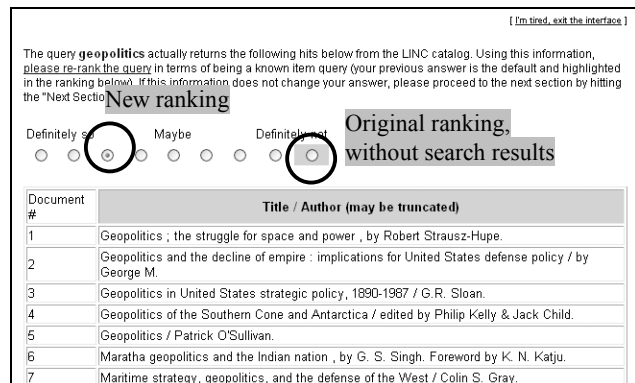 [ I'm tired, exit the interface ]
The query geopolitics actually returns the following hits below from the LINC catalog. Using this information,
please re-rank the query in terms of being a known item query (your previous answer is the default and highlighted
in the ranking below). If this information does not change your answer, please proceed to the next section by hitting
the "Next Sectio
New ranking
Definitely so Maybe Definitely not
Original ranking,
without search results
Document
#
Title / Author (may be truncated)
1 Geopolitics ; the struggle for space and power , by Robert Strausz-Hupe.
2 Geopolitics and the decline of empire : implications for United States defense policy / by
George M.
3 Geopolitics in United States strategic policy, 1890-1987 / G.R. Sloan.
4 Geopolitics of the Southern Cone and Antarctica / edited by Philip Kelly & Jack Child.
5 Geopolitics / Patrick O'Sullivan.
6 Maratha geopolitics and the Indian nation , by G. S. Singh. Foreword by K. N. Katju.
7 Maritime strategy, geopolitics, and the defense of the West / Colin S. Gray.